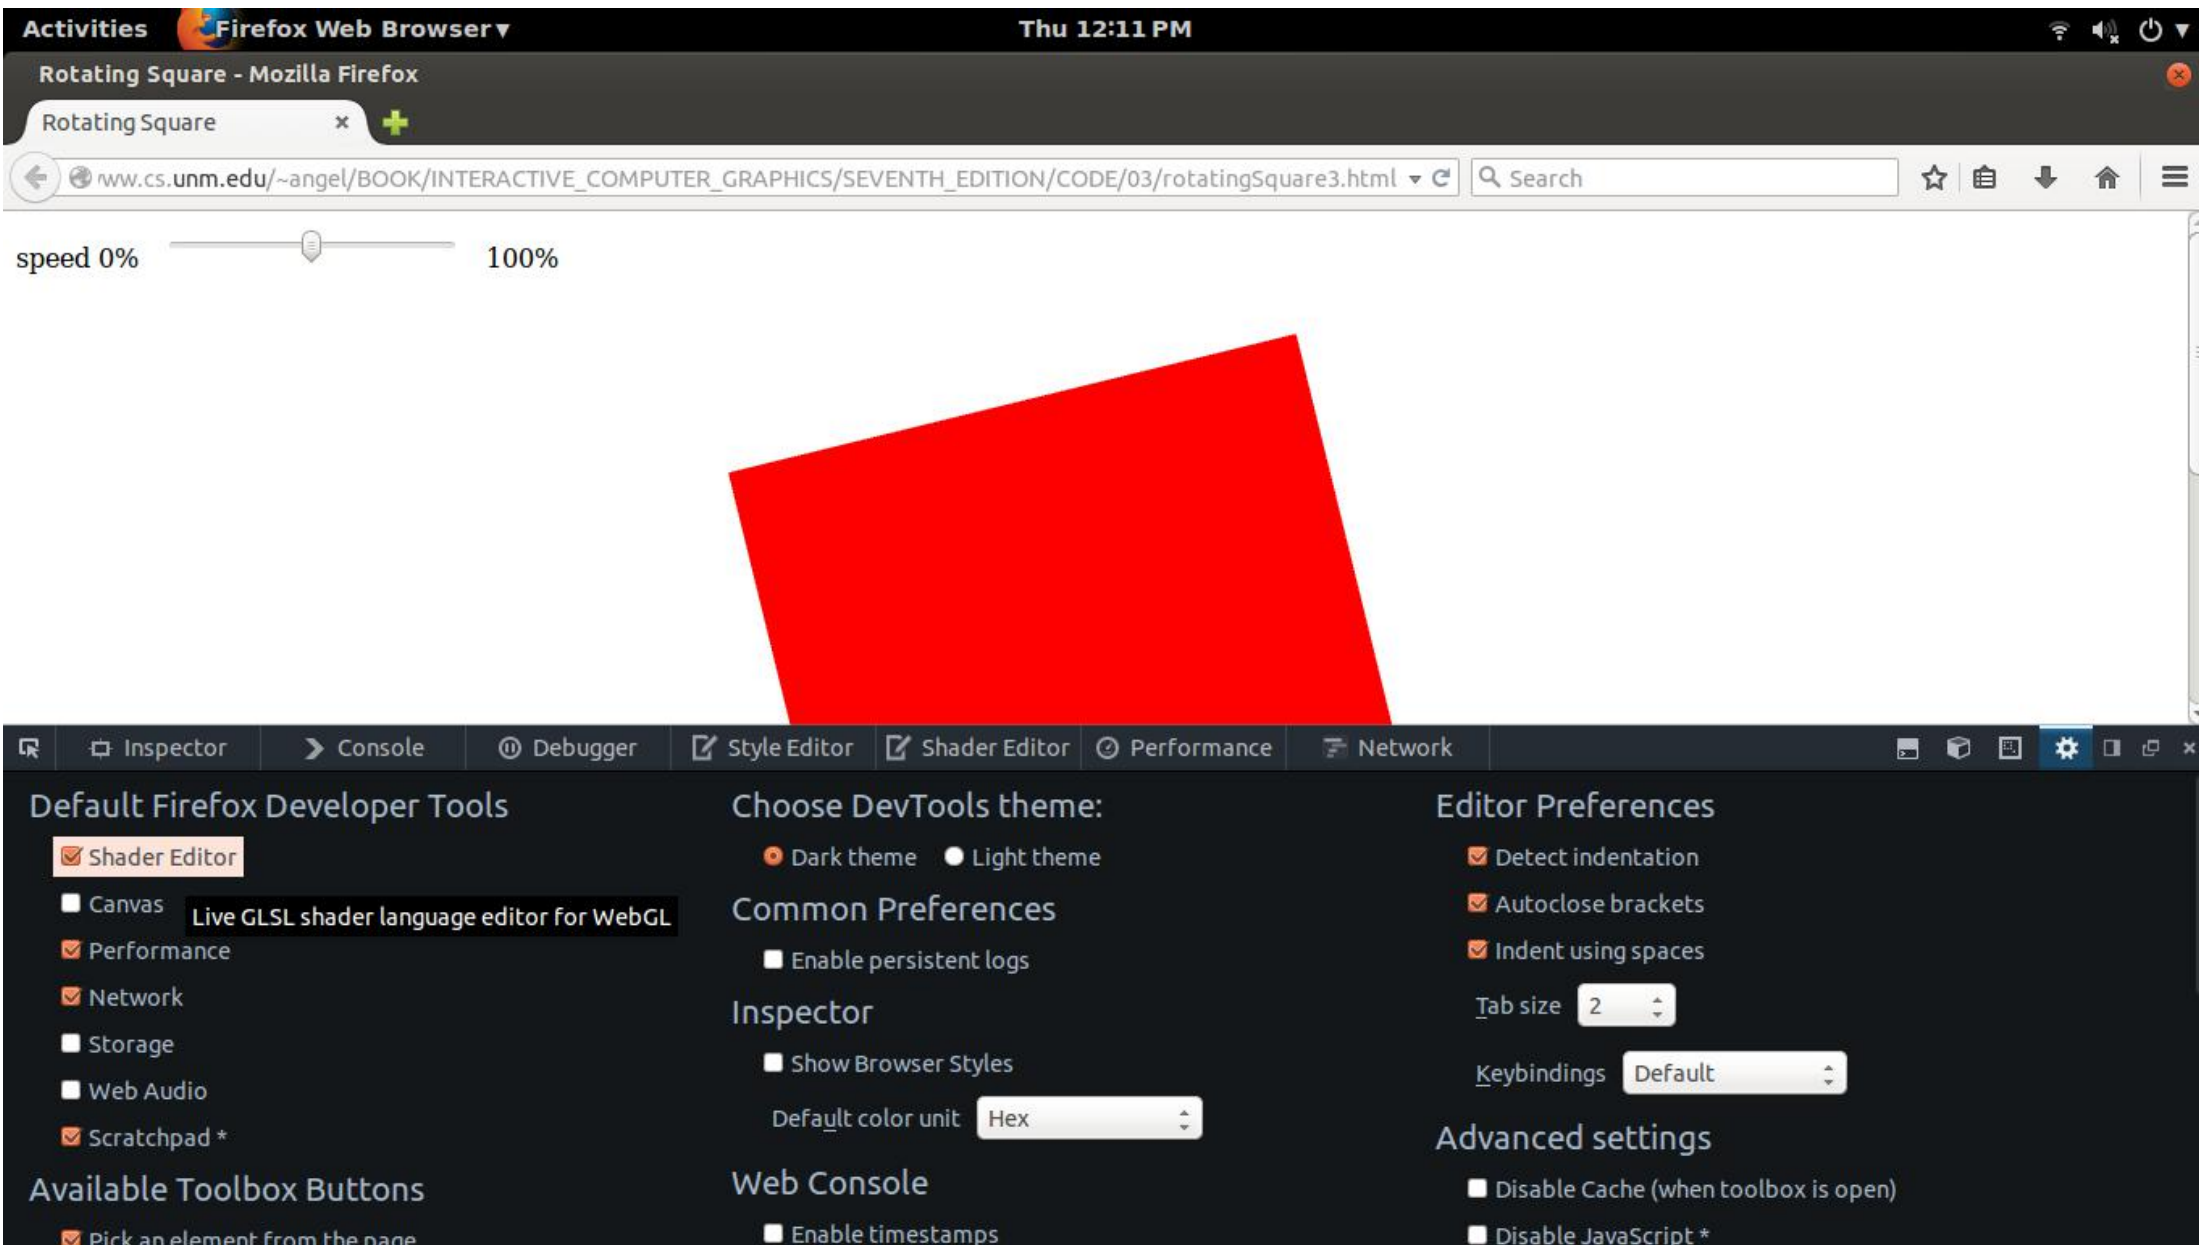 Activities Firefox Web Browser ▾ Thu 12:11 PM
Rotating Square - Mozilla Firefox
Rotating Square
www.cs.unm.edu/~angel/BOOK/INTERACTIVE_COMPUTER_GRAPHICS/SEVENTH_EDITION/CODE/03/rotatingSquare3.html Search
speed 0% 100%
Inspector Console Debugger Style Editor Shader Editor Performance Network
Default Firefox Developer Tools
Shader Editor
Canvas
Live GLSL shader language editor for WebGL
Performance
Network
Storage
Web Audio
Scratchpad *
Available Toolbox Buttons
Pick an element from the page
Choose DevTools theme:
Dark theme Light theme
Common Preferences
Enable persistent logs
Inspector
Show Browser Styles
Default color unit Hex
Web Console
Enable timestamps
Editor Preferences
Detect indentation
Autoclose brackets
Indent using spaces
Tab size 2
Keybindings Default
Advanced settings
Disable Cache (when toolbox is open)
Disable JavaScript *